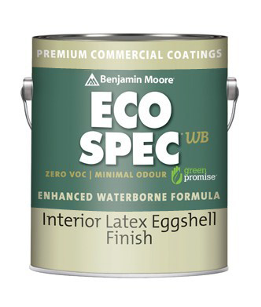 PREMIUM COMMERCIAL COATINGS
Benjamin Moore®
ECO
SPEC® WB
ZERO VOC | MINIMAL ODOUR
green
promise®
ENHANCED WATERBORNE FORMULA
Interior Latex Eggshell
Finish